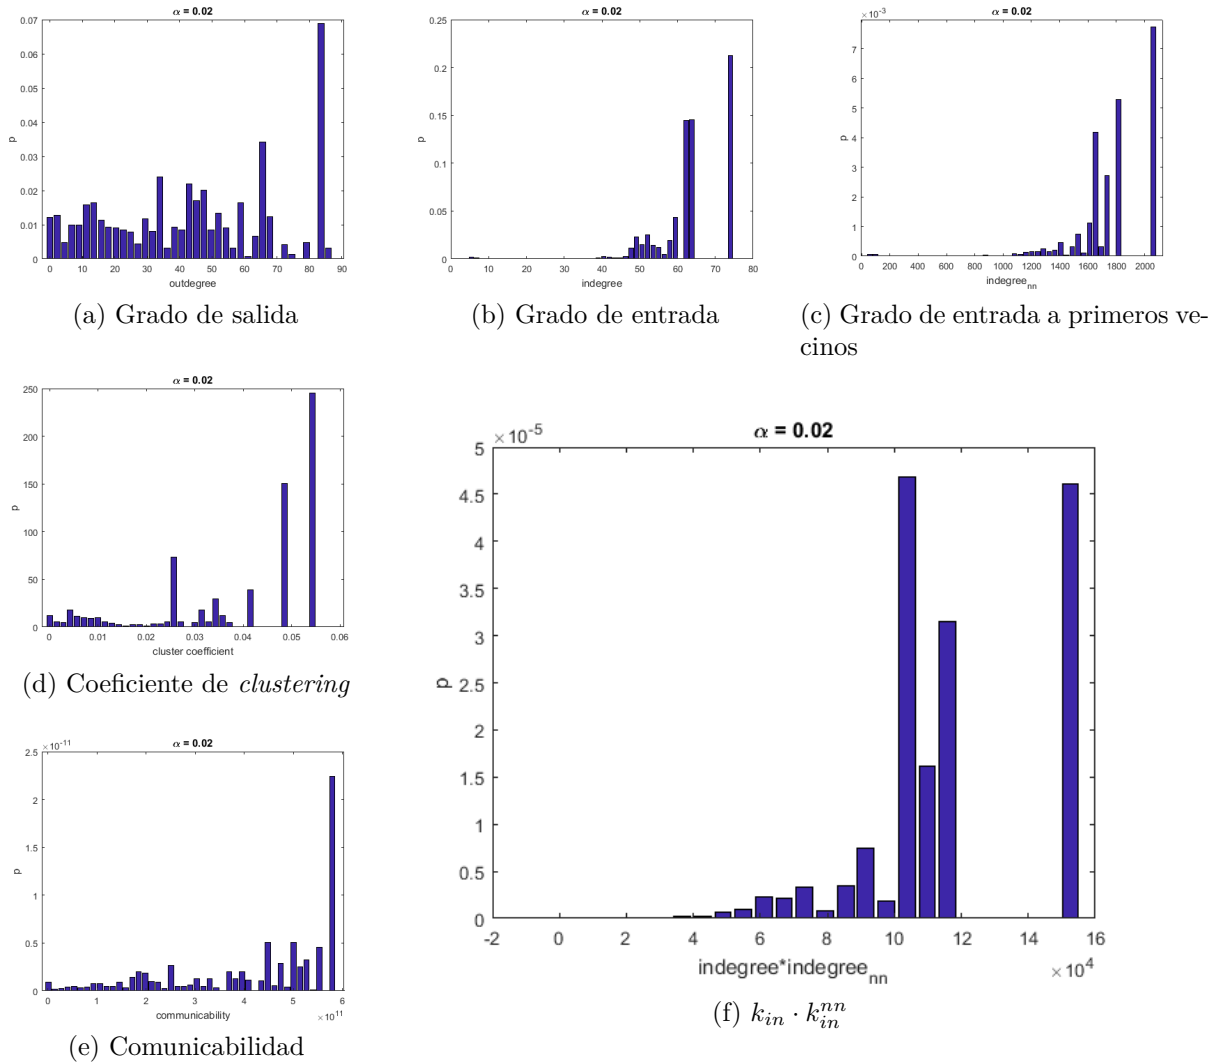 α = 0.02
0.07
0.06
0.05
0.04
0.03
0.02
0.01
0
p
0 10 20 30 40 50 60 70 80 90
outdegree
(a) Grado de salida
α = 0.02
0.25
0.2
0.15
0.1
0.05
0
p
0 10 20 30 40 50 60 70 80
indegree
(b) Grado de entrada
α = 0.02
×10-3
7
6
5
4
3
2
1
0
p
0 200 400 600 800 1000 1200 1400 1600 1800 2000
indegreenn
(c) Grado de entrada a primeros ve-
cinos
α = 0.02
250
200
150
100
50
0
p
0 0.01 0.02 0.03 0.04 0.05 0.06
cluster coefficient
(d) Coeficiente de clustering
α = 0.02
×10-11
2.5
2
1.5
1
0.5
0
p
0 1 2 3 4 5 6
communicability
×1011
(e) Comunicabilidad
α = 0.02
×10-5
5
4.5
4
3.5
3
2.5
2
1.5
1
0.5
0
p
-2 0 2 4 6 8 10 12 14 16
indegree*indegreenn
×104
(f) kin · knnin